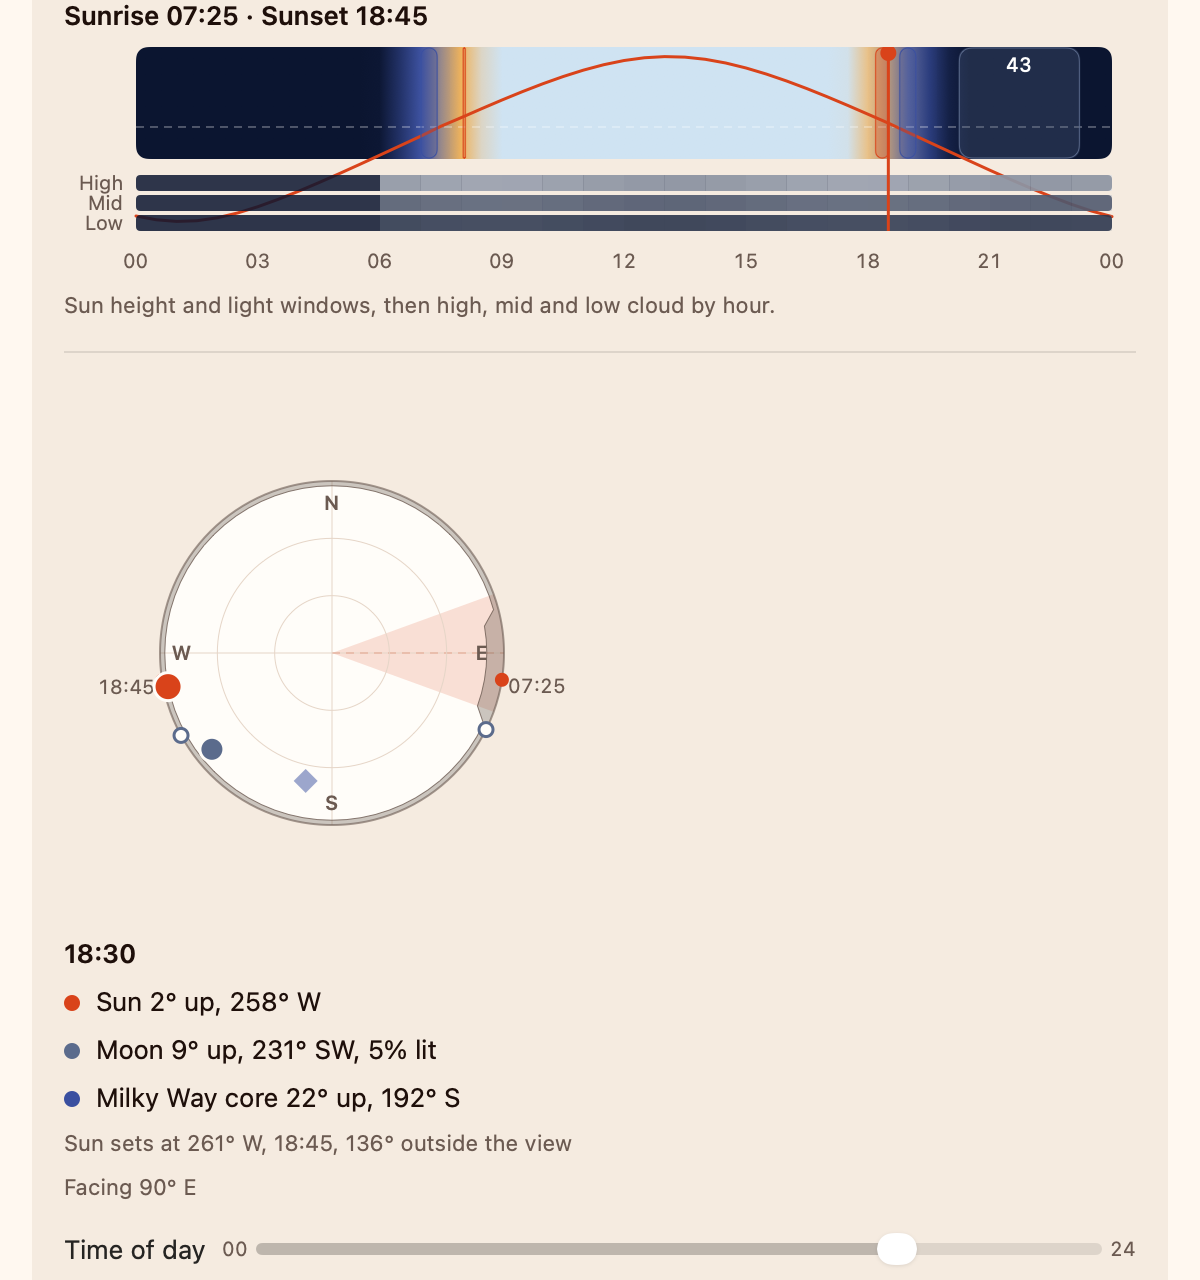 Sunrise 07:25 · Sunset 18:45
43
High
Mid
Low
00 03 06 09 12 15 18 21 00
Sun height and light windows, then high, mid and low cloud by hour.
N
W E
18:45 07:25
S
18:30
Sun 2° up, 258° W
Moon 9° up, 231° SW, 5% lit
Milky Way core 22° up, 192° S
Sun sets at 261° W, 18:45, 136° outside the view
Facing 90° E
Time of day 00 24